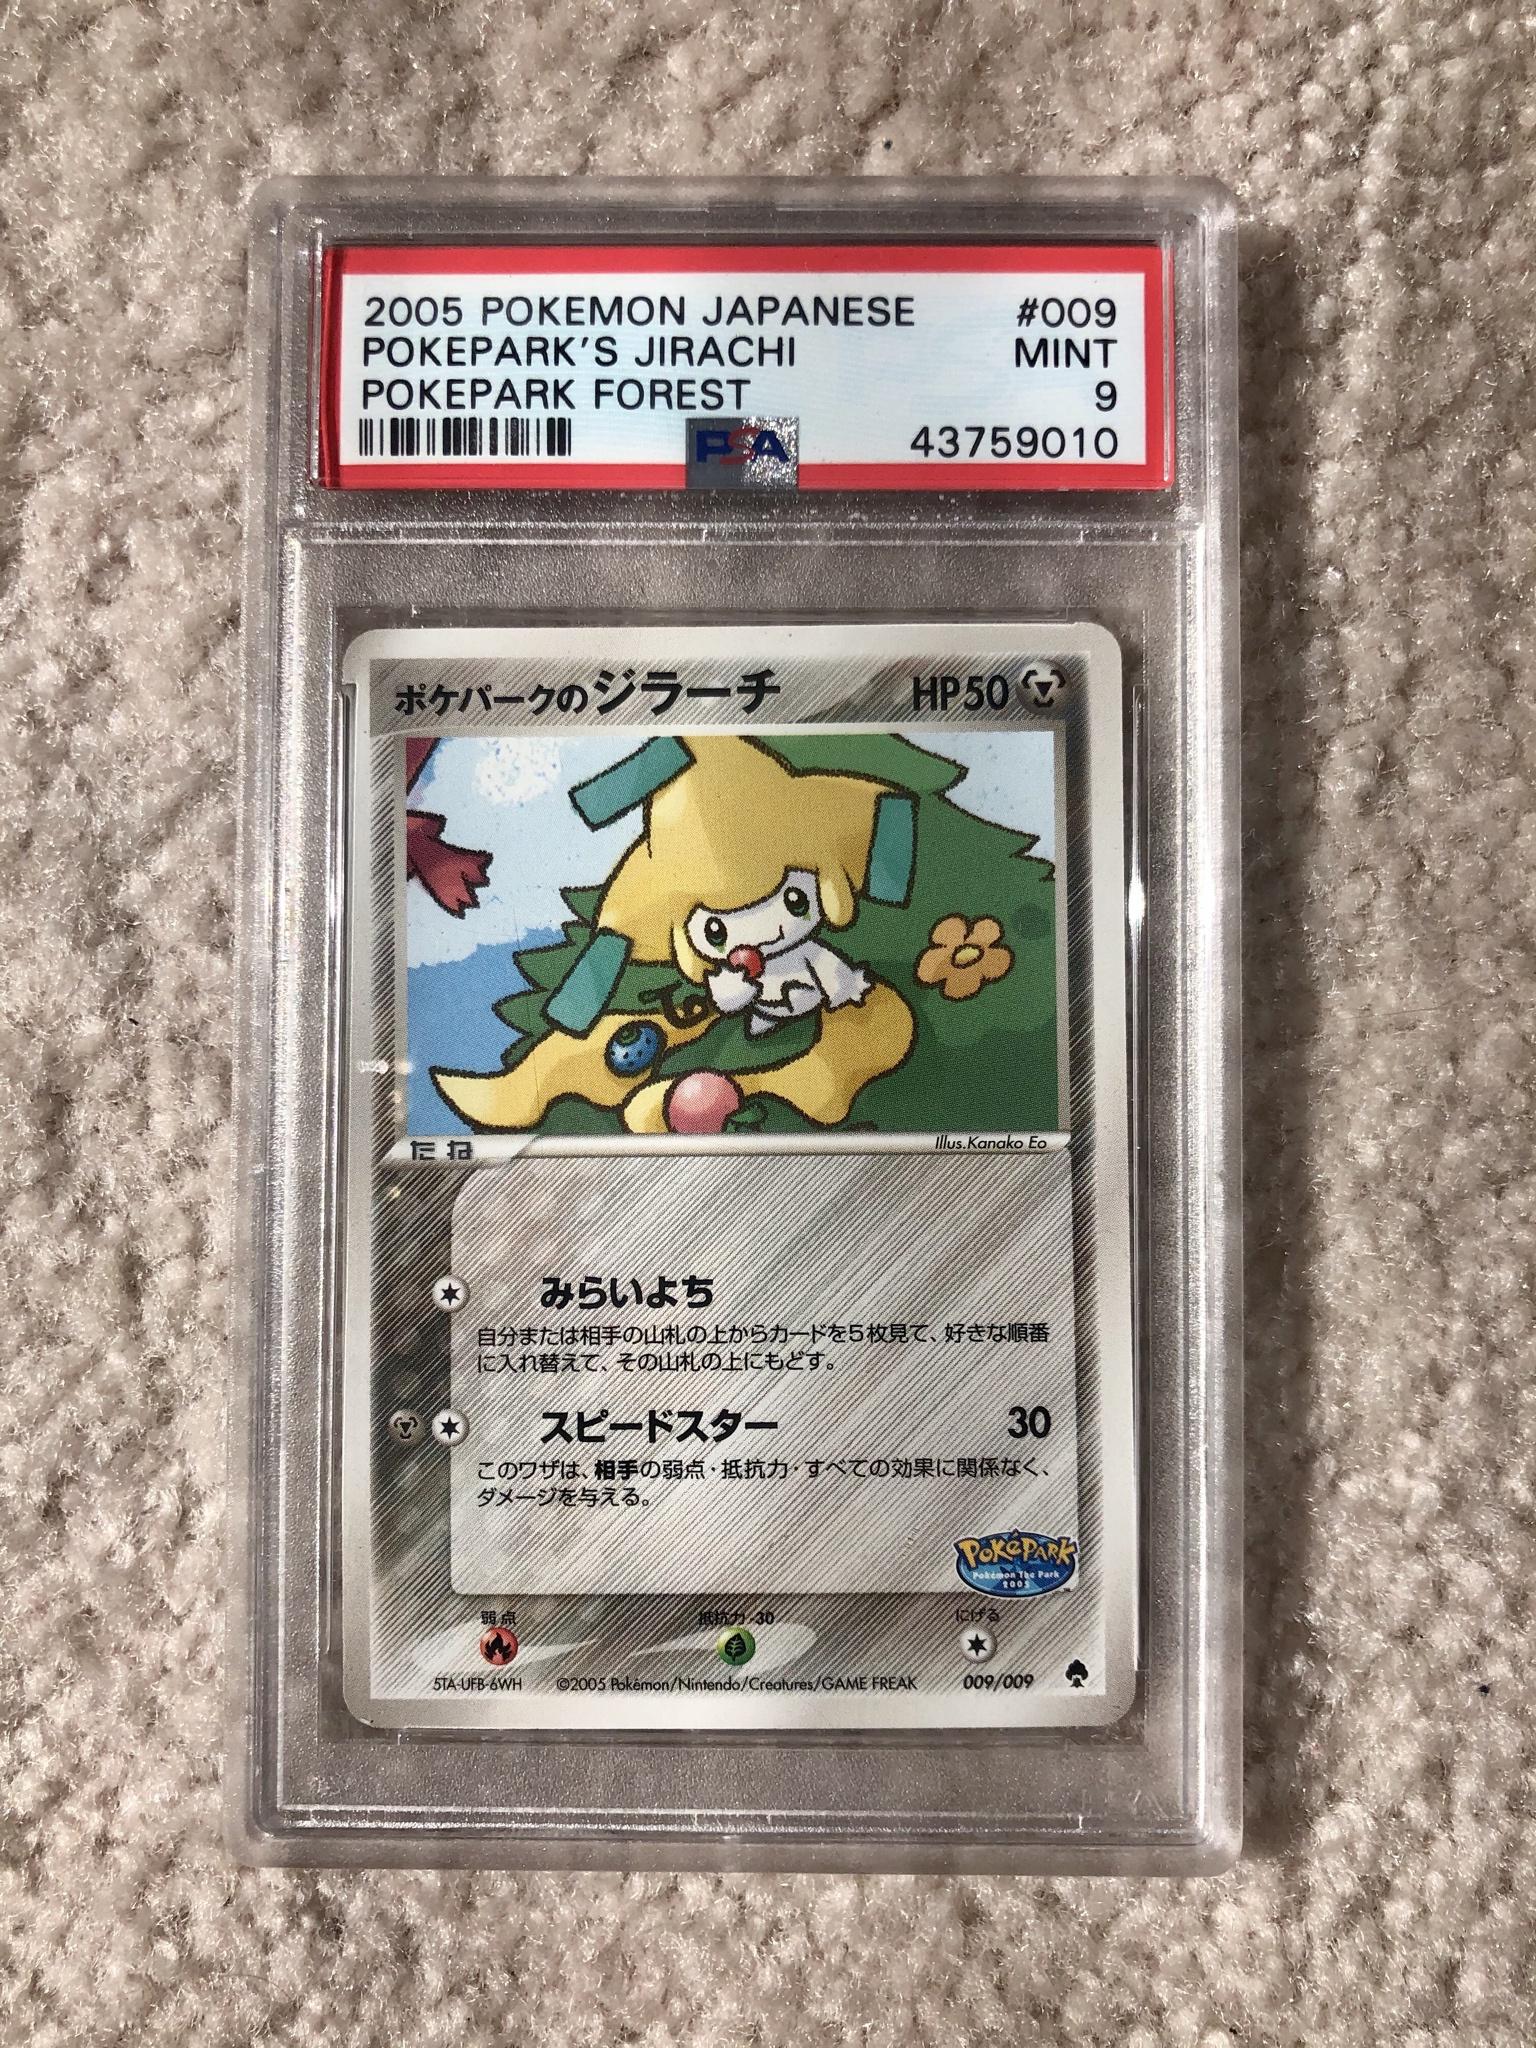 2005 POKEMON JAPANESE #009
POKEPARK'S JIRACHI MINT
POKEPARK FOREST 9
PSA 43759010
ポケパークのジラーチ HP50
たね Illus.Kanako Eo
みらいよち
自分または相手の山札の上からカードを5枚見て、好きな順番
に入れ替えて、その山札の上にもどす。
スピードスター 30
このワザは、相手の弱点・抵抗力・すべての効果に関係なく、
ダメージを与える。
PokéPARK
Pokémon The Park
2005
弱点 抵抗力 -30 にげる
5TA-UFB-6WH ©2005 Pokémon/Nintendo/Creatures/GAME FREAK 009/009